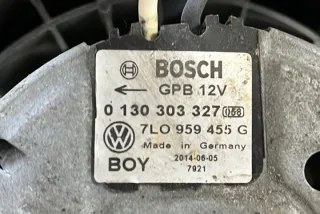 BOSCH
GPB 12V
0 130 303 327
7L0 959 455 G
Made in Germany
BOY 2014-06-05
7921